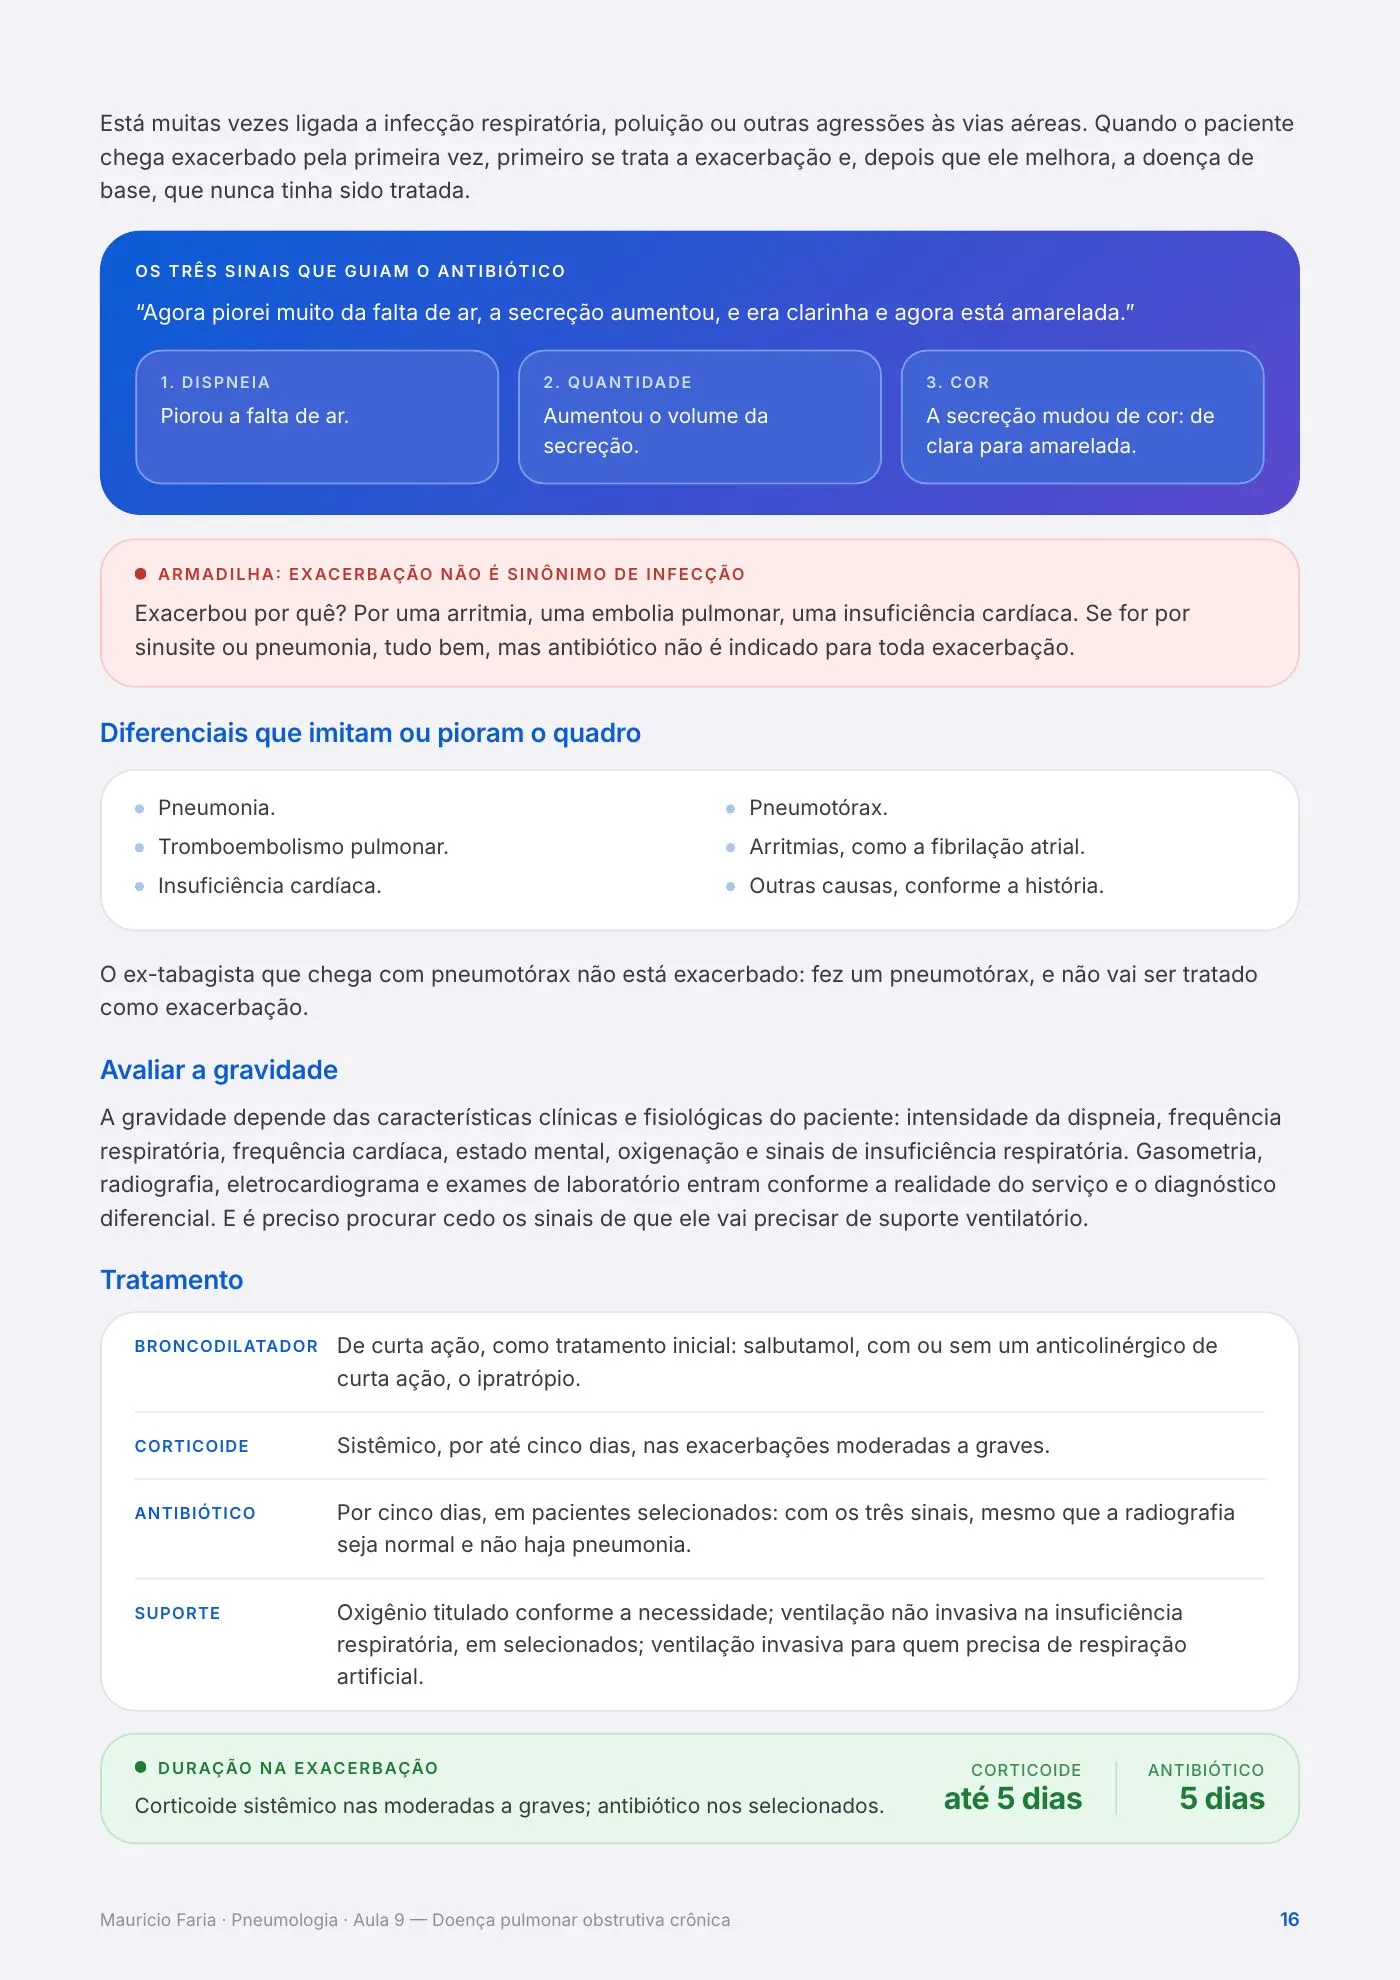 Está muitas vezes ligada a infecção respiratória, poluição ou outras agressões às vias aéreas. Quando o paciente
chega exacerbado pela primeira vez, primeiro se trata a exacerbação e, depois que ele melhora, a doença de
base, que nunca tinha sido tratada.
OS TRÊS SINAIS QUE GUIAM O ANTIBIÓTICO
“Agora piorei muito da falta de ar, a secreção aumentou, e era clarinha e agora está amarelada.”
1. DISPNEIA
Piorou a falta de ar.
2. QUANTIDADE
Aumentou o volume da
secreção.
3. COR
A secreção mudou de cor: de
clara para amarelada.
ARMADILHA: EXACERBAÇÃO NÃO É SINÔNIMO DE INFECÇÃO
Exacerbou por quê? Por uma arritmia, uma embolia pulmonar, uma insuficiência cardíaca. Se for por
sinusite ou pneumonia, tudo bem, mas antibiótico não é indicado para toda exacerbação.
Diferenciais que imitam ou pioram o quadro
Pneumonia.
Tromboembolismo pulmonar.
Insuficiência cardíaca.
Pneumotórax.
Arritmias, como a fibrilação atrial.
Outras causas, conforme a história.
O ex-tabagista que chega com pneumotórax não está exacerbado: fez um pneumotórax, e não vai ser tratado
como exacerbação.
Avaliar a gravidade
A gravidade depende das características clínicas e fisiológicas do paciente: intensidade da dispneia, frequência
respiratória, frequência cardíaca, estado mental, oxigenação e sinais de insuficiência respiratória. Gasometria,
radiografia, eletrocardiograma e exames de laboratório entram conforme a realidade do serviço e o diagnóstico
diferencial. E é preciso procurar cedo os sinais de que ele vai precisar de suporte ventilatório.
Tratamento
BRONCODILATADOR De curta ação, como tratamento inicial: salbutamol, com ou sem um anticolinérgico de
curta ação, o ipratrópio.
CORTICOIDE Sistêmico, por até cinco dias, nas exacerbações moderadas a graves.
ANTIBIÓTICO Por cinco dias, em pacientes selecionados: com os três sinais, mesmo que a radiografia
seja normal e não haja pneumonia.
SUPORTE Oxigênio titulado conforme a necessidade; ventilação não invasiva na insuficiência
respiratória, em selecionados; ventilação invasiva para quem precisa de respiração
artificial.
DURAÇÃO NA EXACERBAÇÃO
Corticoide sistêmico nas moderadas a graves; antibiótico nos selecionados.
CORTICOIDE
até 5 dias
ANTIBIÓTICO
5 dias
Mauricio Faria · Pneumologia · Aula 9 — Doença pulmonar obstrutiva crônica 16